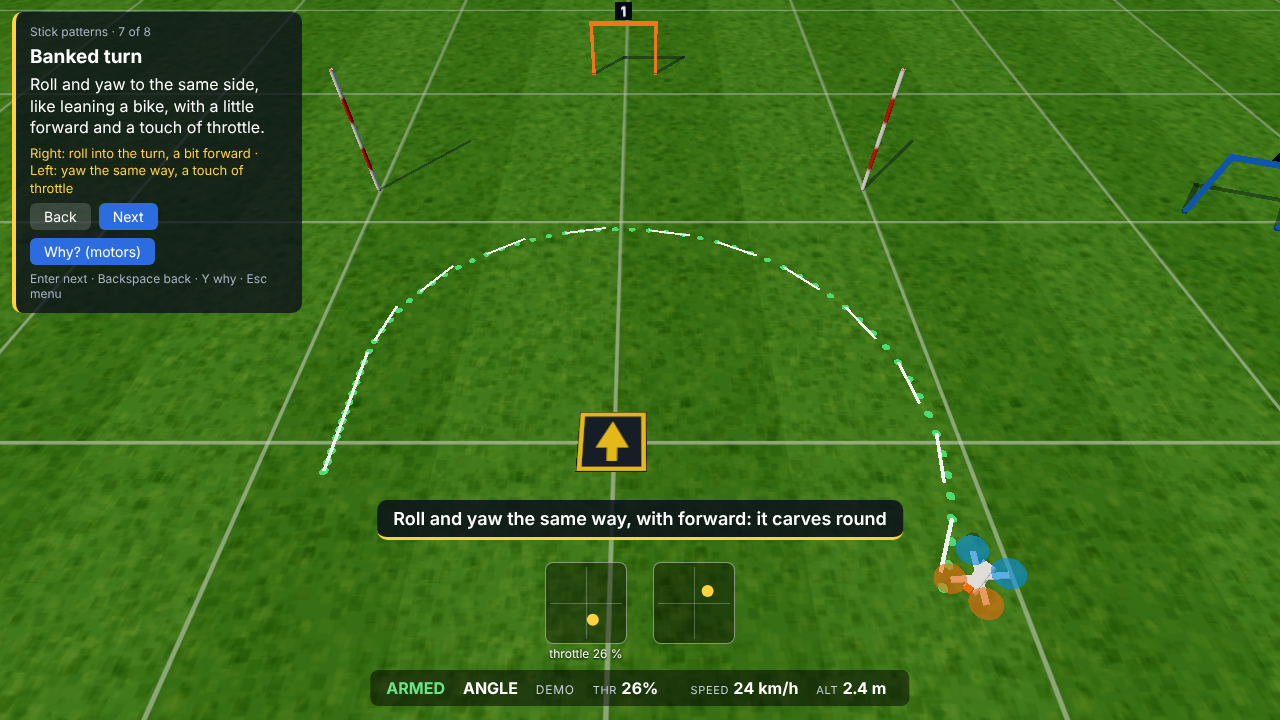 1
Stick patterns · 7 of 8
Banked turn
Roll and yaw to the same side,
like leaning a bike, with a little
forward and a touch of throttle.
Right: roll into the turn, a bit forward ·
Left: yaw the same way, a touch of
throttle
Back Next
Why? (motors)
Enter next · Backspace back · Y why · Esc
menu
Roll and yaw the same way, with forward: it carves round
throttle 26 %
ARMED ANGLE DEMO THR 26% SPEED 24 km/h ALT 2.4 m